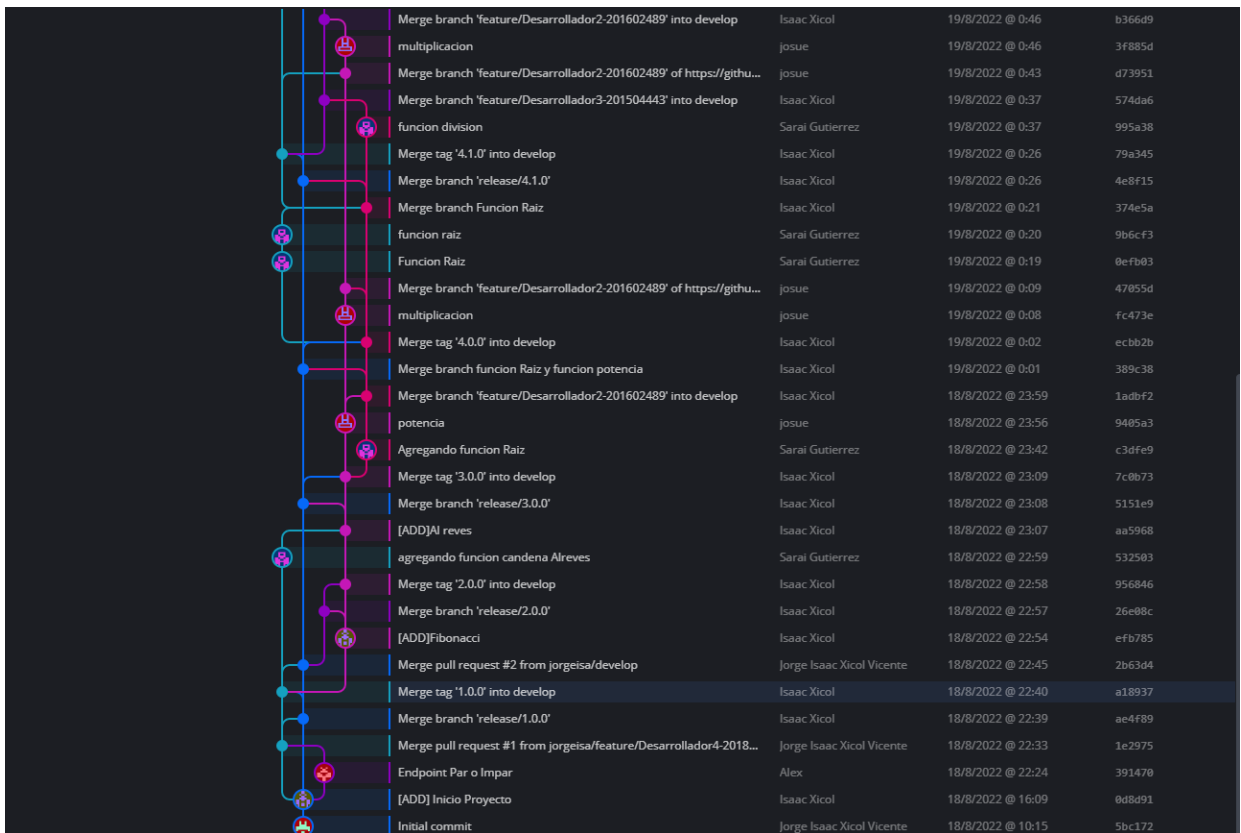 Merge branch 'feature/Desarrollador2-201602489' into develop Isaac Xicol 19/8/2022 @ 0:46 b366d9
multiplicacion josue 19/8/2022 @ 0:46 3f885d
Merge branch 'feature/Desarrollador2-201602489' of https://githu... josue 19/8/2022 @ 0:43 d73951
Merge branch 'feature/Desarrollador3-201504443' into develop Isaac Xicol 19/8/2022 @ 0:37 574da6
funcion division Sarai Gutierrez 19/8/2022 @ 0:37 995a38
Merge tag '4.1.0' into develop Isaac Xicol 19/8/2022 @ 0:26 79a345
Merge branch 'release/4.1.0' Isaac Xicol 19/8/2022 @ 0:26 4e8f15
Merge branch Funcion Raiz Isaac Xicol 19/8/2022 @ 0:21 374e5a
funcion raiz Sarai Gutierrez 19/8/2022 @ 0:20 9b6cf3
Funcion Raiz Sarai Gutierrez 19/8/2022 @ 0:19 0efb03
Merge branch 'feature/Desarrollador2-201602489' of https://githu... josue 19/8/2022 @ 0:09 47055d
multiplicacion josue 19/8/2022 @ 0:08 fc473e
Merge tag '4.0.0' into develop Isaac Xicol 19/8/2022 @ 0:02 ecbb2b
Merge branch funcion Raiz y funcion potencia Isaac Xicol 19/8/2022 @ 0:01 389c38
Merge branch 'feature/Desarrollador2-201602489' into develop Isaac Xicol 18/8/2022 @ 23:59 1adbf2
potencia josue 18/8/2022 @ 23:56 9405a3
Agregando funcion Raiz Sarai Gutierrez 18/8/2022 @ 23:42 c3dfe9
Merge tag '3.0.0' into develop Isaac Xicol 18/8/2022 @ 23:09 7c0b73
Merge branch 'release/3.0.0' Isaac Xicol 18/8/2022 @ 23:08 5151e9
[ADD]Al reves Isaac Xicol 18/8/2022 @ 23:07 aa5968
agregando funcion candena Alreves Sarai Gutierrez 18/8/2022 @ 22:59 532503
Merge tag '2.0.0' into develop Isaac Xicol 18/8/2022 @ 22:58 956846
Merge branch 'release/2.0.0' Isaac Xicol 18/8/2022 @ 22:57 26e08c
[ADD]Fibonacci Isaac Xicol 18/8/2022 @ 22:54 efb785
Merge pull request #2 from jorgeisa/develop Jorge Isaac Xicol Vicente 18/8/2022 @ 22:45 2b63d4
Merge tag '1.0.0' into develop Isaac Xicol 18/8/2022 @ 22:40 a18937
Merge branch 'release/1.0.0' Isaac Xicol 18/8/2022 @ 22:39 ae4f89
Merge pull request #1 from jorgeisa/feature/Desarrollador4-2018... Jorge Isaac Xicol Vicente 18/8/2022 @ 22:33 1e2975
Endpoint Par o Impar Alex 18/8/2022 @ 22:24 391470
[ADD] Inicio Proyecto Isaac Xicol 18/8/2022 @ 16:09 0d8d91
Initial commit Jorge Isaac Xicol Vicente 18/8/2022 @ 10:15 5bc172